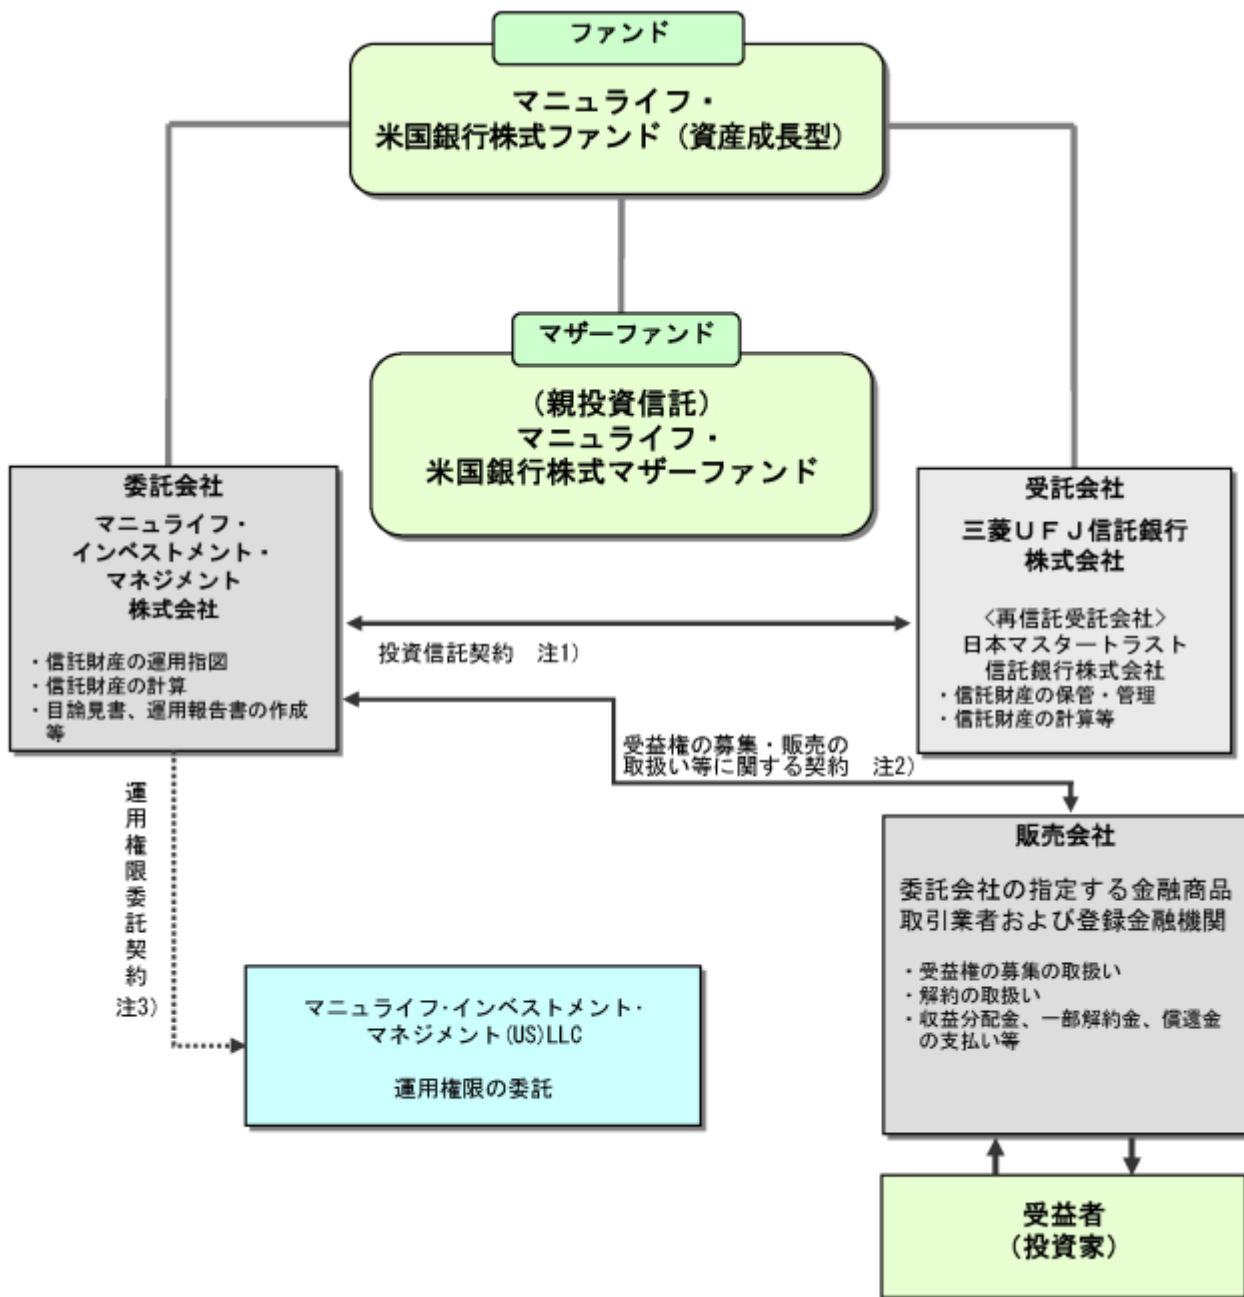 ファンド
マニュライフ・
米国銀行株式ファンド（資産成長型）
マザーファンド
（親投資信託）
マニュライフ・
米国銀行株式マザーファンド
委託会社
マニュライフ・
インベストメント・
マネジメント
株式会社
・信託財産の運用指図
・信託財産の計算
・目論見書、運用報告書の作成
等
受託会社
三菱ＵＦＪ信託銀行
株式会社
〈再信託受託会社〉
日本マスタートラスト
信託銀行株式会社
・信託財産の保管・管理
・信託財産の計算等
投資信託契約　注1）
受益権の募集・販売の
取扱い等に関する契約　注2）
運用権限委託契約
注3）
販売会社
委託会社の指定する金融商品
取引業者および登録金融機関
・受益権の募集の取扱い
・解約の取扱い
・収益分配金、一部解約金、償還金
の支払い等
マニュライフ・インベストメント・
マネジメント(US)LLC
運用権限の委託
受益者
（投資家）